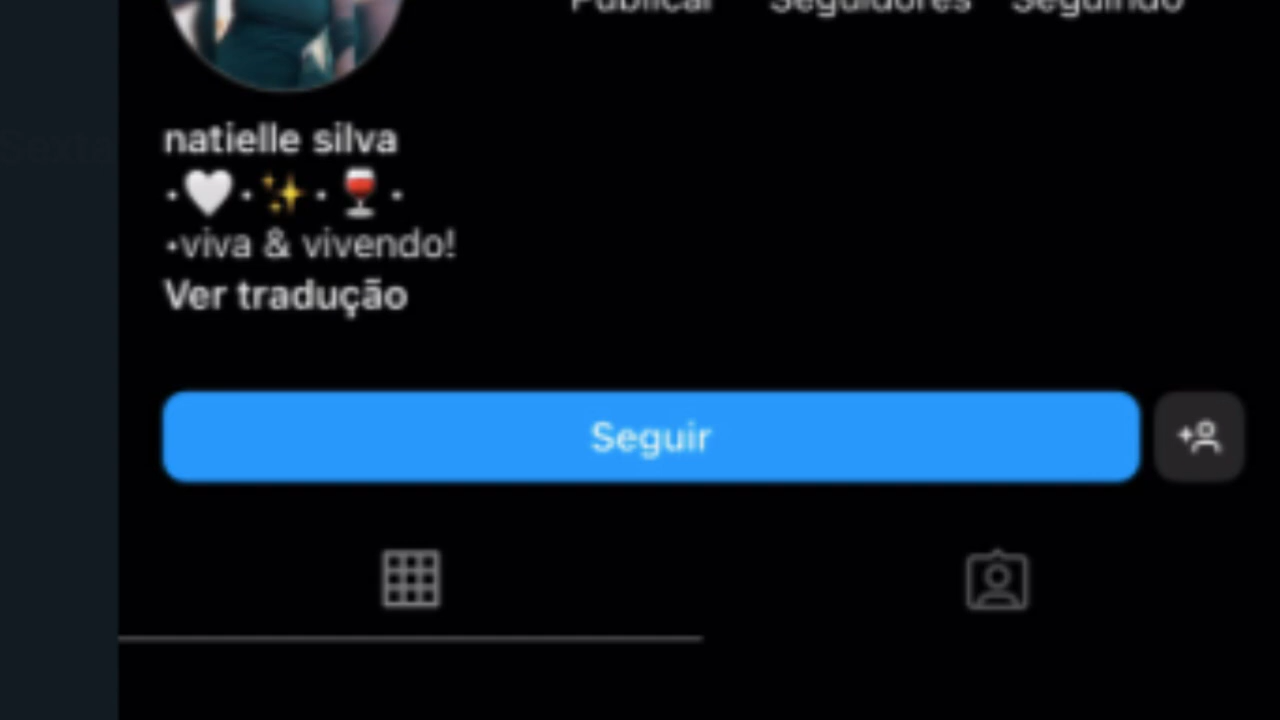 Publicar Seguidores Seguindo
natielle silva
•🤍•✨•🍷•
•viva & vivendo!
Ver tradução
Seguir